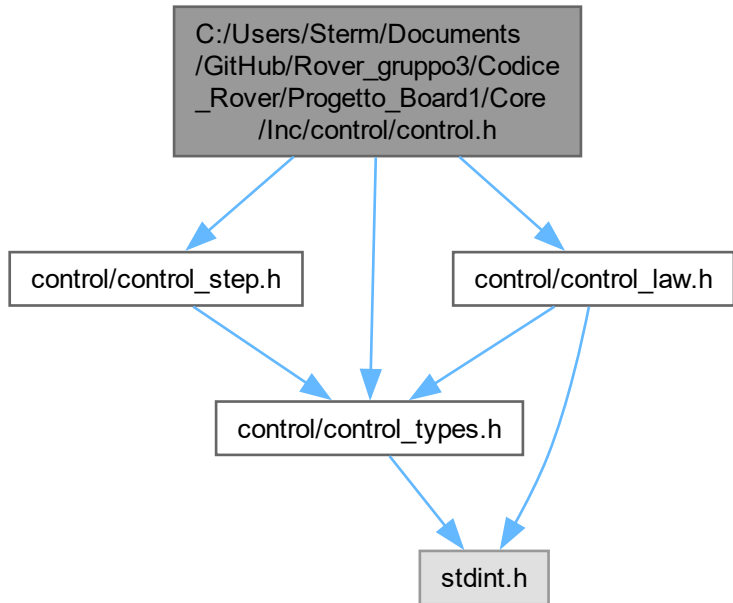 C:/Users/Sterm/Documents
/GitHub/Rover_gruppo3/Codice
_Rover/Progetto_Board1/Core
/Inc/control/control.h
control/control_step.h
control/control_law.h
control/control_types.h
stdint.h